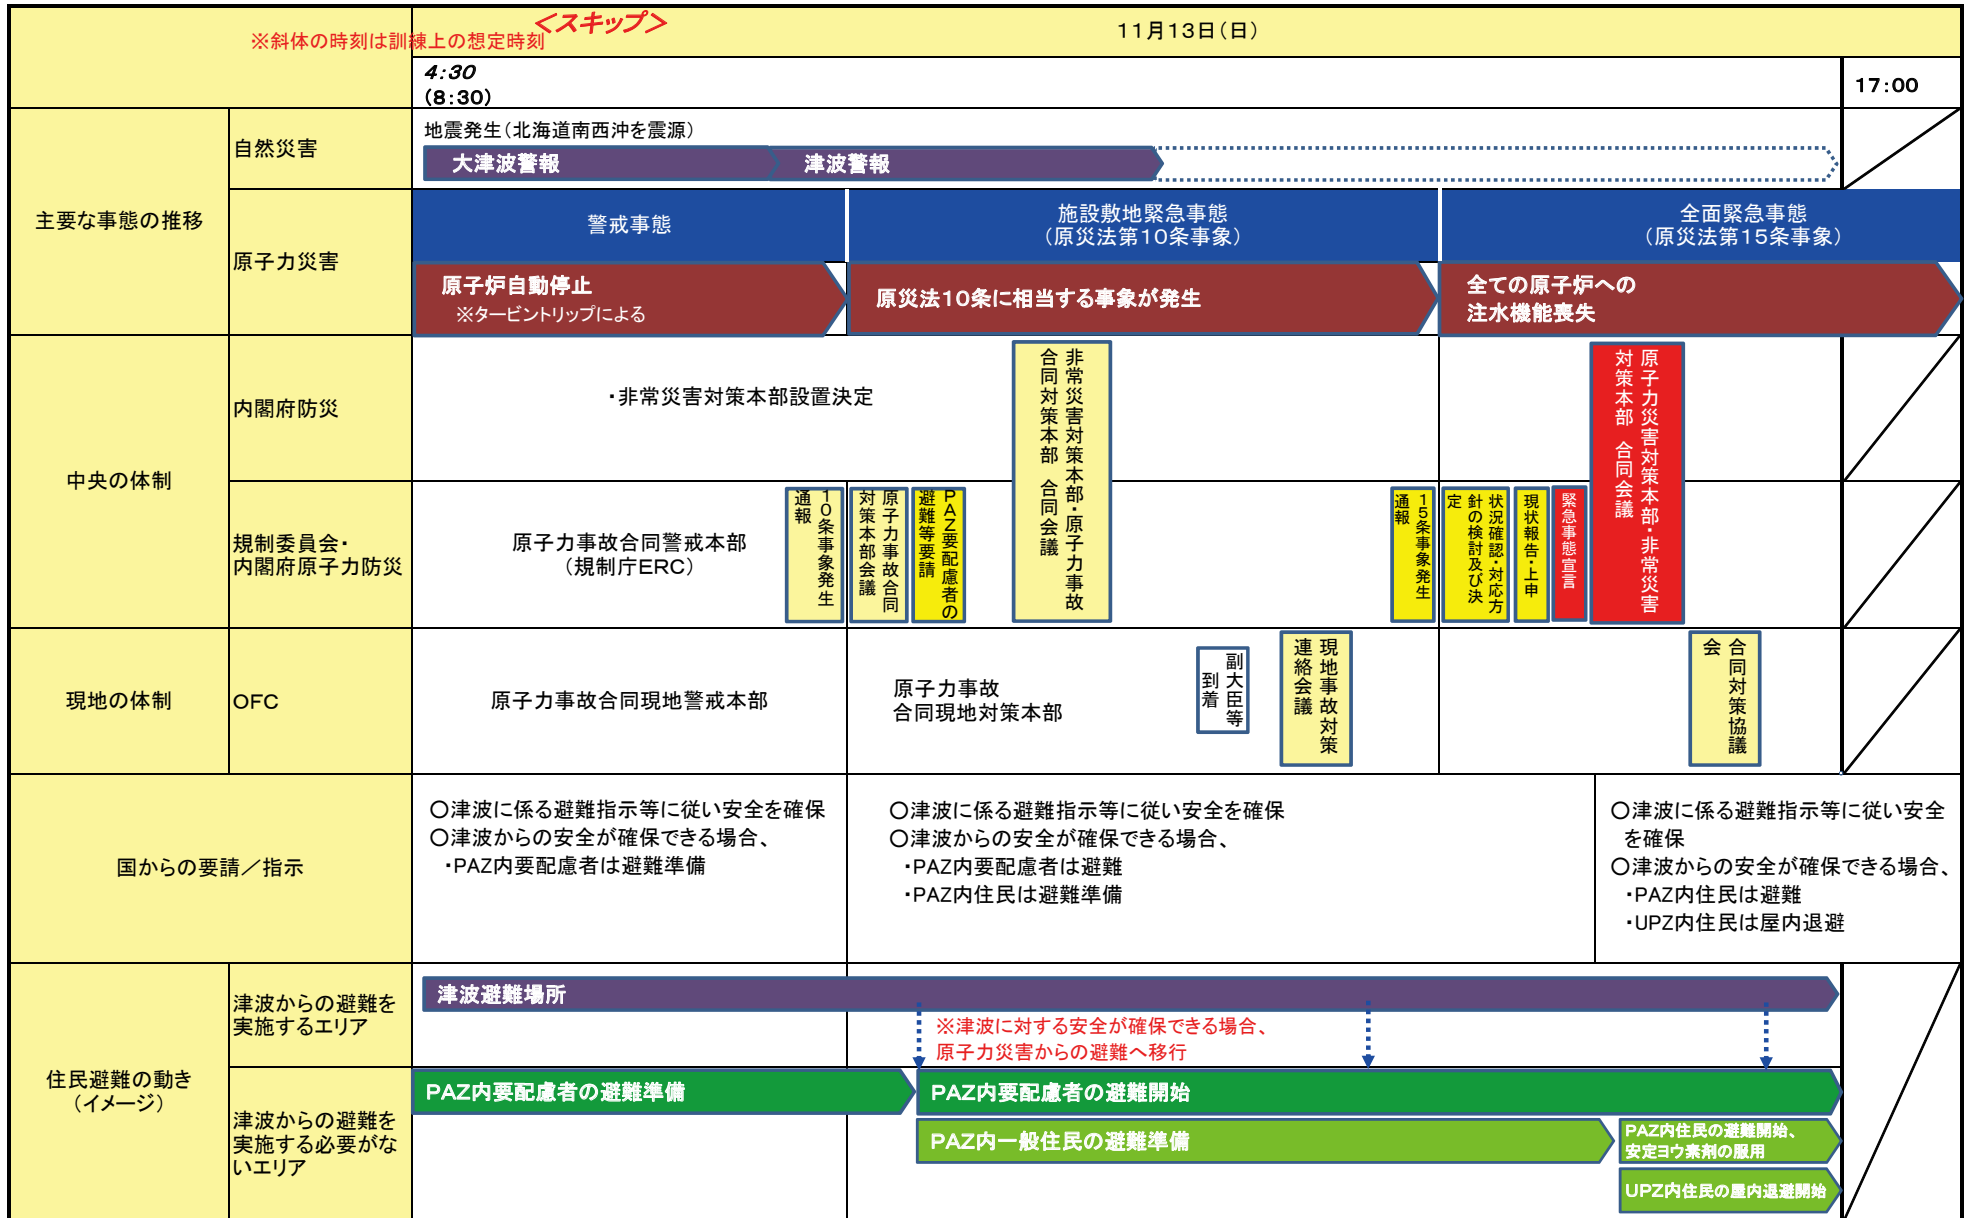 ※斜体の時刻は訓練上の想定時刻
＜スキップ＞
11月13日（日）
4:30
(8:30)
17:00
主要な事態の推移
自然災害
地震発生（北海道南西沖を震源）
大津波警報
津波警報
原子力災害
警戒事態
施設敷地緊急事態
（原災法第10条事象）
全面緊急事態
（原災法第15条事象）
原子炉自動停止
※タービントリップによる
原災法10条に相当する事象が発生
全ての原子炉への
注水機能喪失
中央の体制
内閣府防災
・非常災害対策本部設置決定
非常災害対策本部・原子力事故
合同対策本部　合同会議
原子力災害対策本部・非常災害
対策本部　合同会議
規制委員会・
内閣府原子力防災
原子力事故合同警戒本部
（規制庁ERC）
10条事象発生
通報
原子力事故合同
対策本部会議
PAZ要配慮者の
避難等要請
15条事象発生
通報
状況確認・対応方
針の検討及び決
定
現状報告・上申
緊急事態宣言
現地の体制
OFC
原子力事故合同現地警戒本部
原子力事故
合同現地対策本部
副大臣等
到着
現地事故対策
連絡会議
合同対策協議
会
国からの要請／指示
○津波に係る避難指示等に従い安全を確保
○津波からの安全が確保できる場合、
・PAZ内要配慮者は避難準備
○津波に係る避難指示等に従い安全を確保
○津波からの安全が確保できる場合、
・PAZ内要配慮者は避難
・PAZ内住民は避難準備
○津波に係る避難指示等に従い安全
を確保
○津波からの安全が確保できる場合、
・PAZ内住民は避難
・UPZ内住民は屋内退避
住民避難の動き
（イメージ）
津波からの避難を
実施するエリア
津波避難場所
※津波に対する安全が確保できる場合、
原子力災害からの避難へ移行
津波からの避難を
実施する必要がな
いエリア
PAZ内要配慮者の避難準備
PAZ内要配慮者の避難開始
PAZ内一般住民の避難準備
PAZ内住民の避難開始、
安定ヨウ素剤の服用
UPZ内住民の屋内退避開始